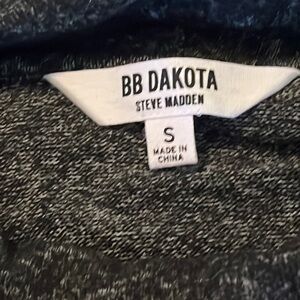 BB DAKOTA
STEVE MADDEN
S
MADE IN
CHINA